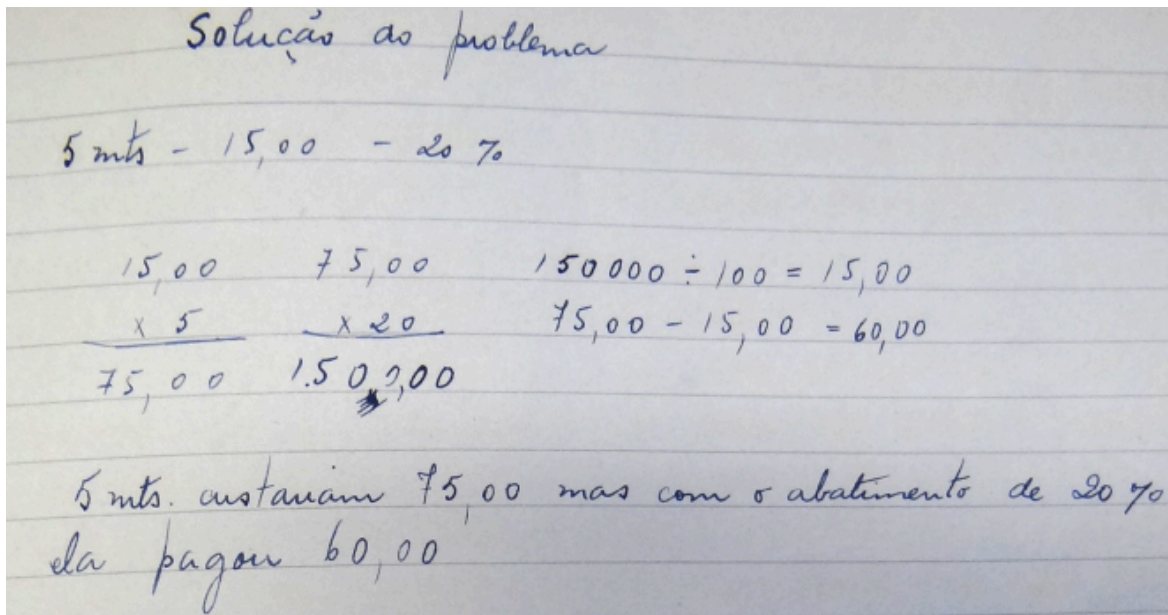 Solução do problema
5 mts - 15,00 - 20 %
15,00 75,00 150000 ÷ 100 = 15,00
x 5 x 20 75,00 - 15,00 = 60,00
75,00 1.500,00
5 mts. custariam 75,00 mas com o abatimento de 20 %
ela pagou 60,00